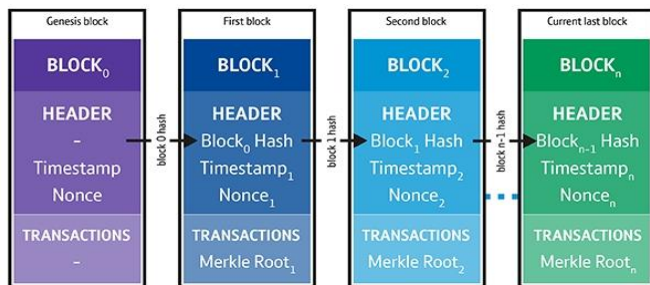 Genesis block
BLOCK₀
HEADER
-
Timestamp
Nonce
TRANSACTIONS
-
block 0 hash
First block
BLOCK₁
HEADER
Block₀ Hash
Timestamp₁
Nonce₁
TRANSACTIONS
Merkle Root₁
block 1 hash
Second block
BLOCK₂
HEADER
Block₁ Hash
Timestamp₂
Nonce₂
TRANSACTIONS
Merkle Root₂
block n-1 hash
Current last block
BLOCKₙ
HEADER
Blockₙ₋₁ Hash
Timestampₙ
Nonceₙ
TRANSACTIONS
Merkle Rootₙ